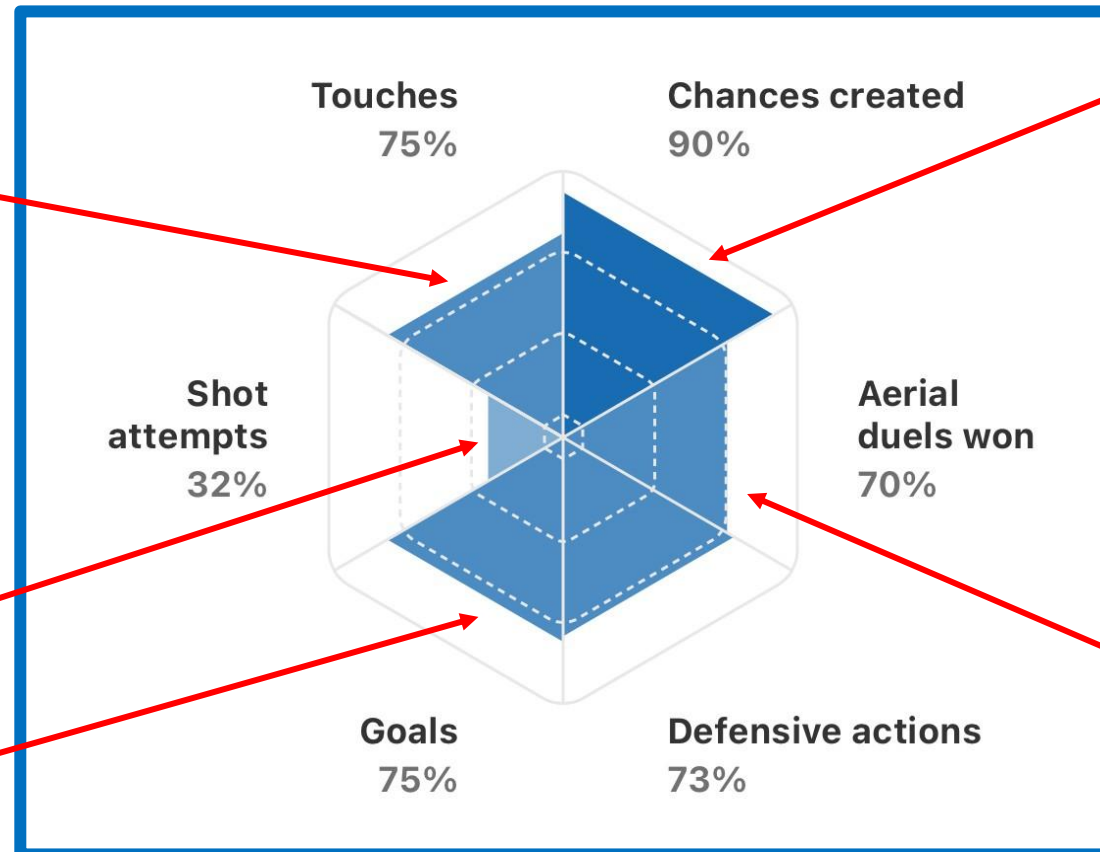 Touches
75%
Chances created
90%
Shot
attempts
32%
Aerial
duels won
70%
Goals
75%
Defensive actions
73%